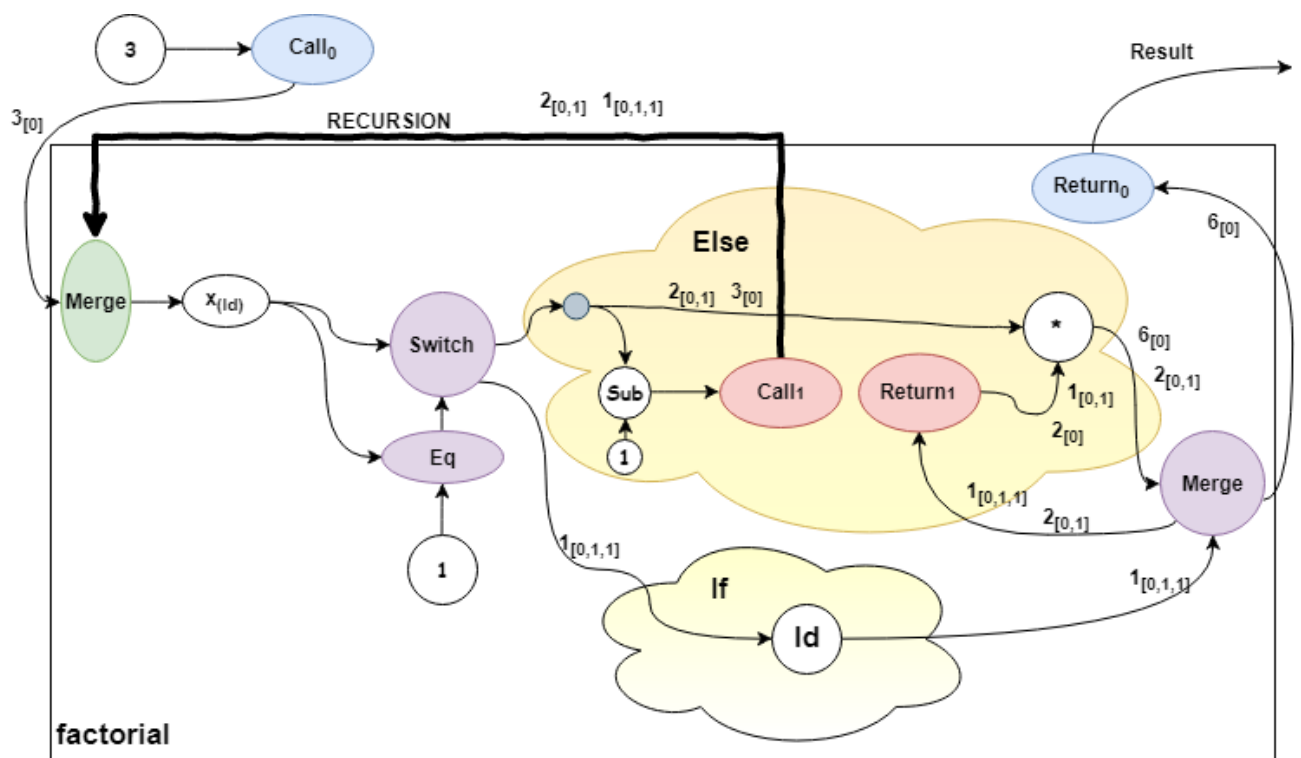 3
Call₀
Result
3[0]
RECURSION
2[0,1] 1[0,1,1]
Return₀
6[0]
Else
Merge
x(Id)
Switch
2[0,1] 3[0]
*
6[0]
2[0,1]
Sub
Call₁
Return₁
1[0,1]
2[0]
1
Eq
Merge
1[0,1,1]
2[0,1]
1
1[0,1,1]
If
Id
1[0,1,1]
factorial